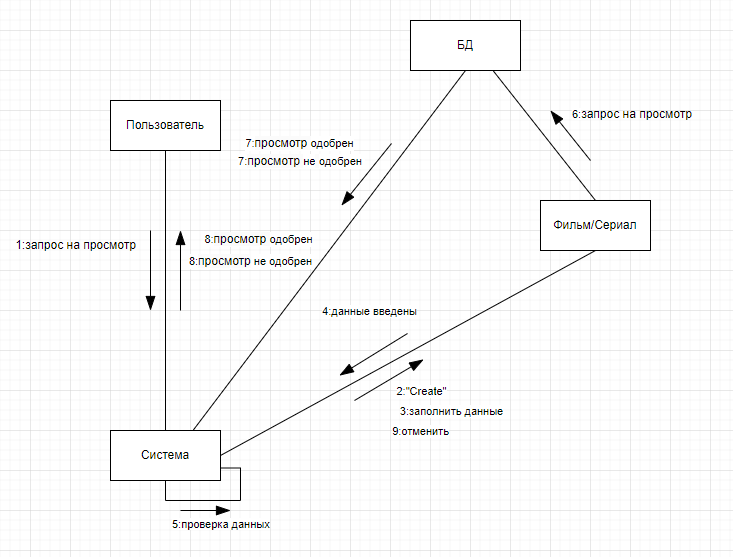 БД
Пользователь
6:запрос на просмотр
7:просмотр одобрен
7:просмотр не одобрен
Фильм/Сериал
1:запрос на просмотр
8:просмотр одобрен
8:просмотр не одобрен
4:данные введены
2:"Create"
3:заполнить данные
9:отменить
Система
5:проверка данных